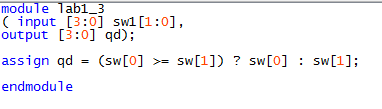 module lab1_3
( input [3:0] sw1[1:0],
output [3:0] qd);
assign qd = (sw[0] >= sw[1]) ? sw[0] : sw[1];
endmodule